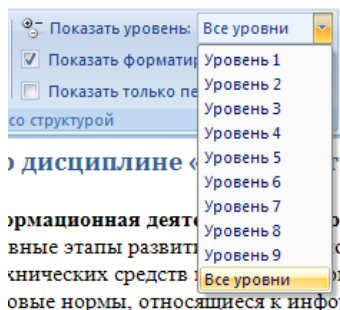 Показать уровень: Все уровни
Показать форматир
Показать только пе
со структурой
Уровень 1
Уровень 2
Уровень 3
Уровень 4
Уровень 5
Уровень 6
Уровень 7
Уровень 8
Уровень 9
Все уровни
о дисциплине «
ормационная деят
вные этапы развит
хнических средств
овые нормы, относящиеся к инфо